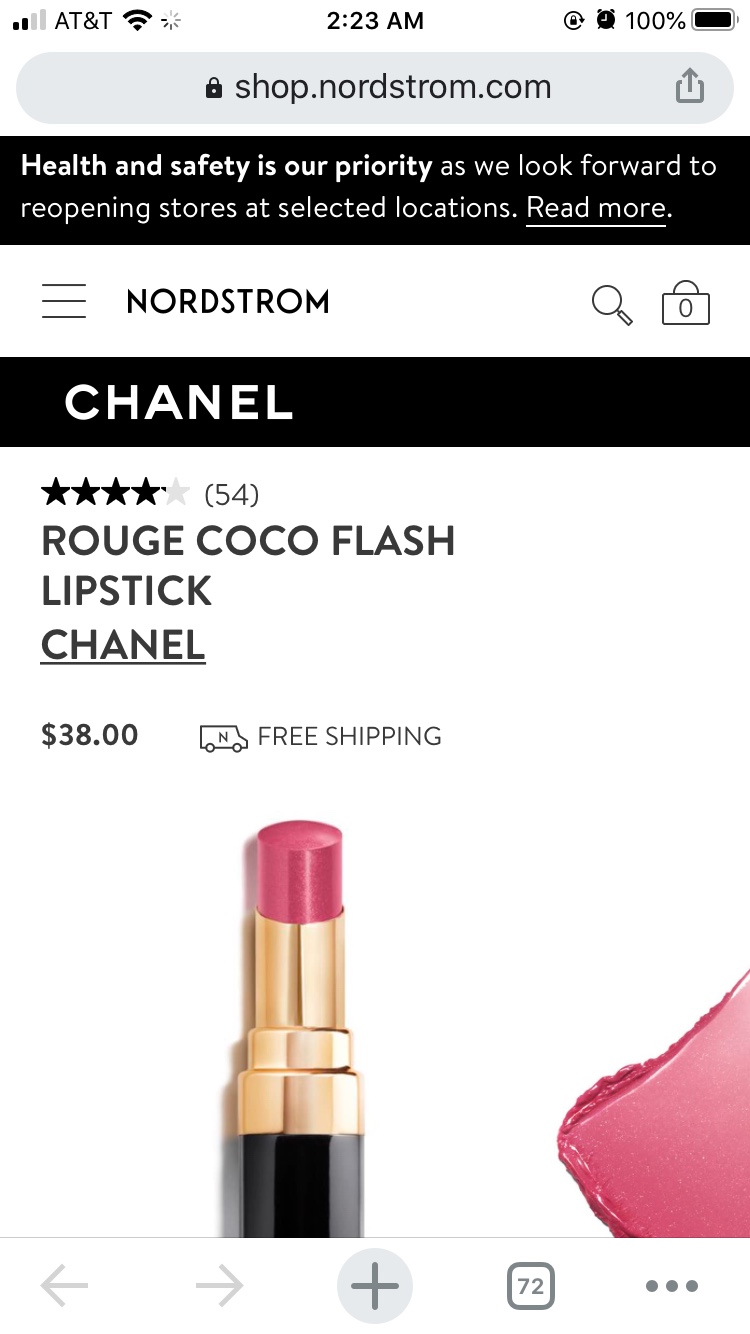 AT&T 2:23 AM 100%
shop.nordstrom.com
Health and safety is our priority as we look forward to
reopening stores at selected locations. Read more.
NORDSTROM 0
CHANEL
(54)
ROUGE COCO FLASH
LIPSTICK
CHANEL
$38.00 N FREE SHIPPING
72